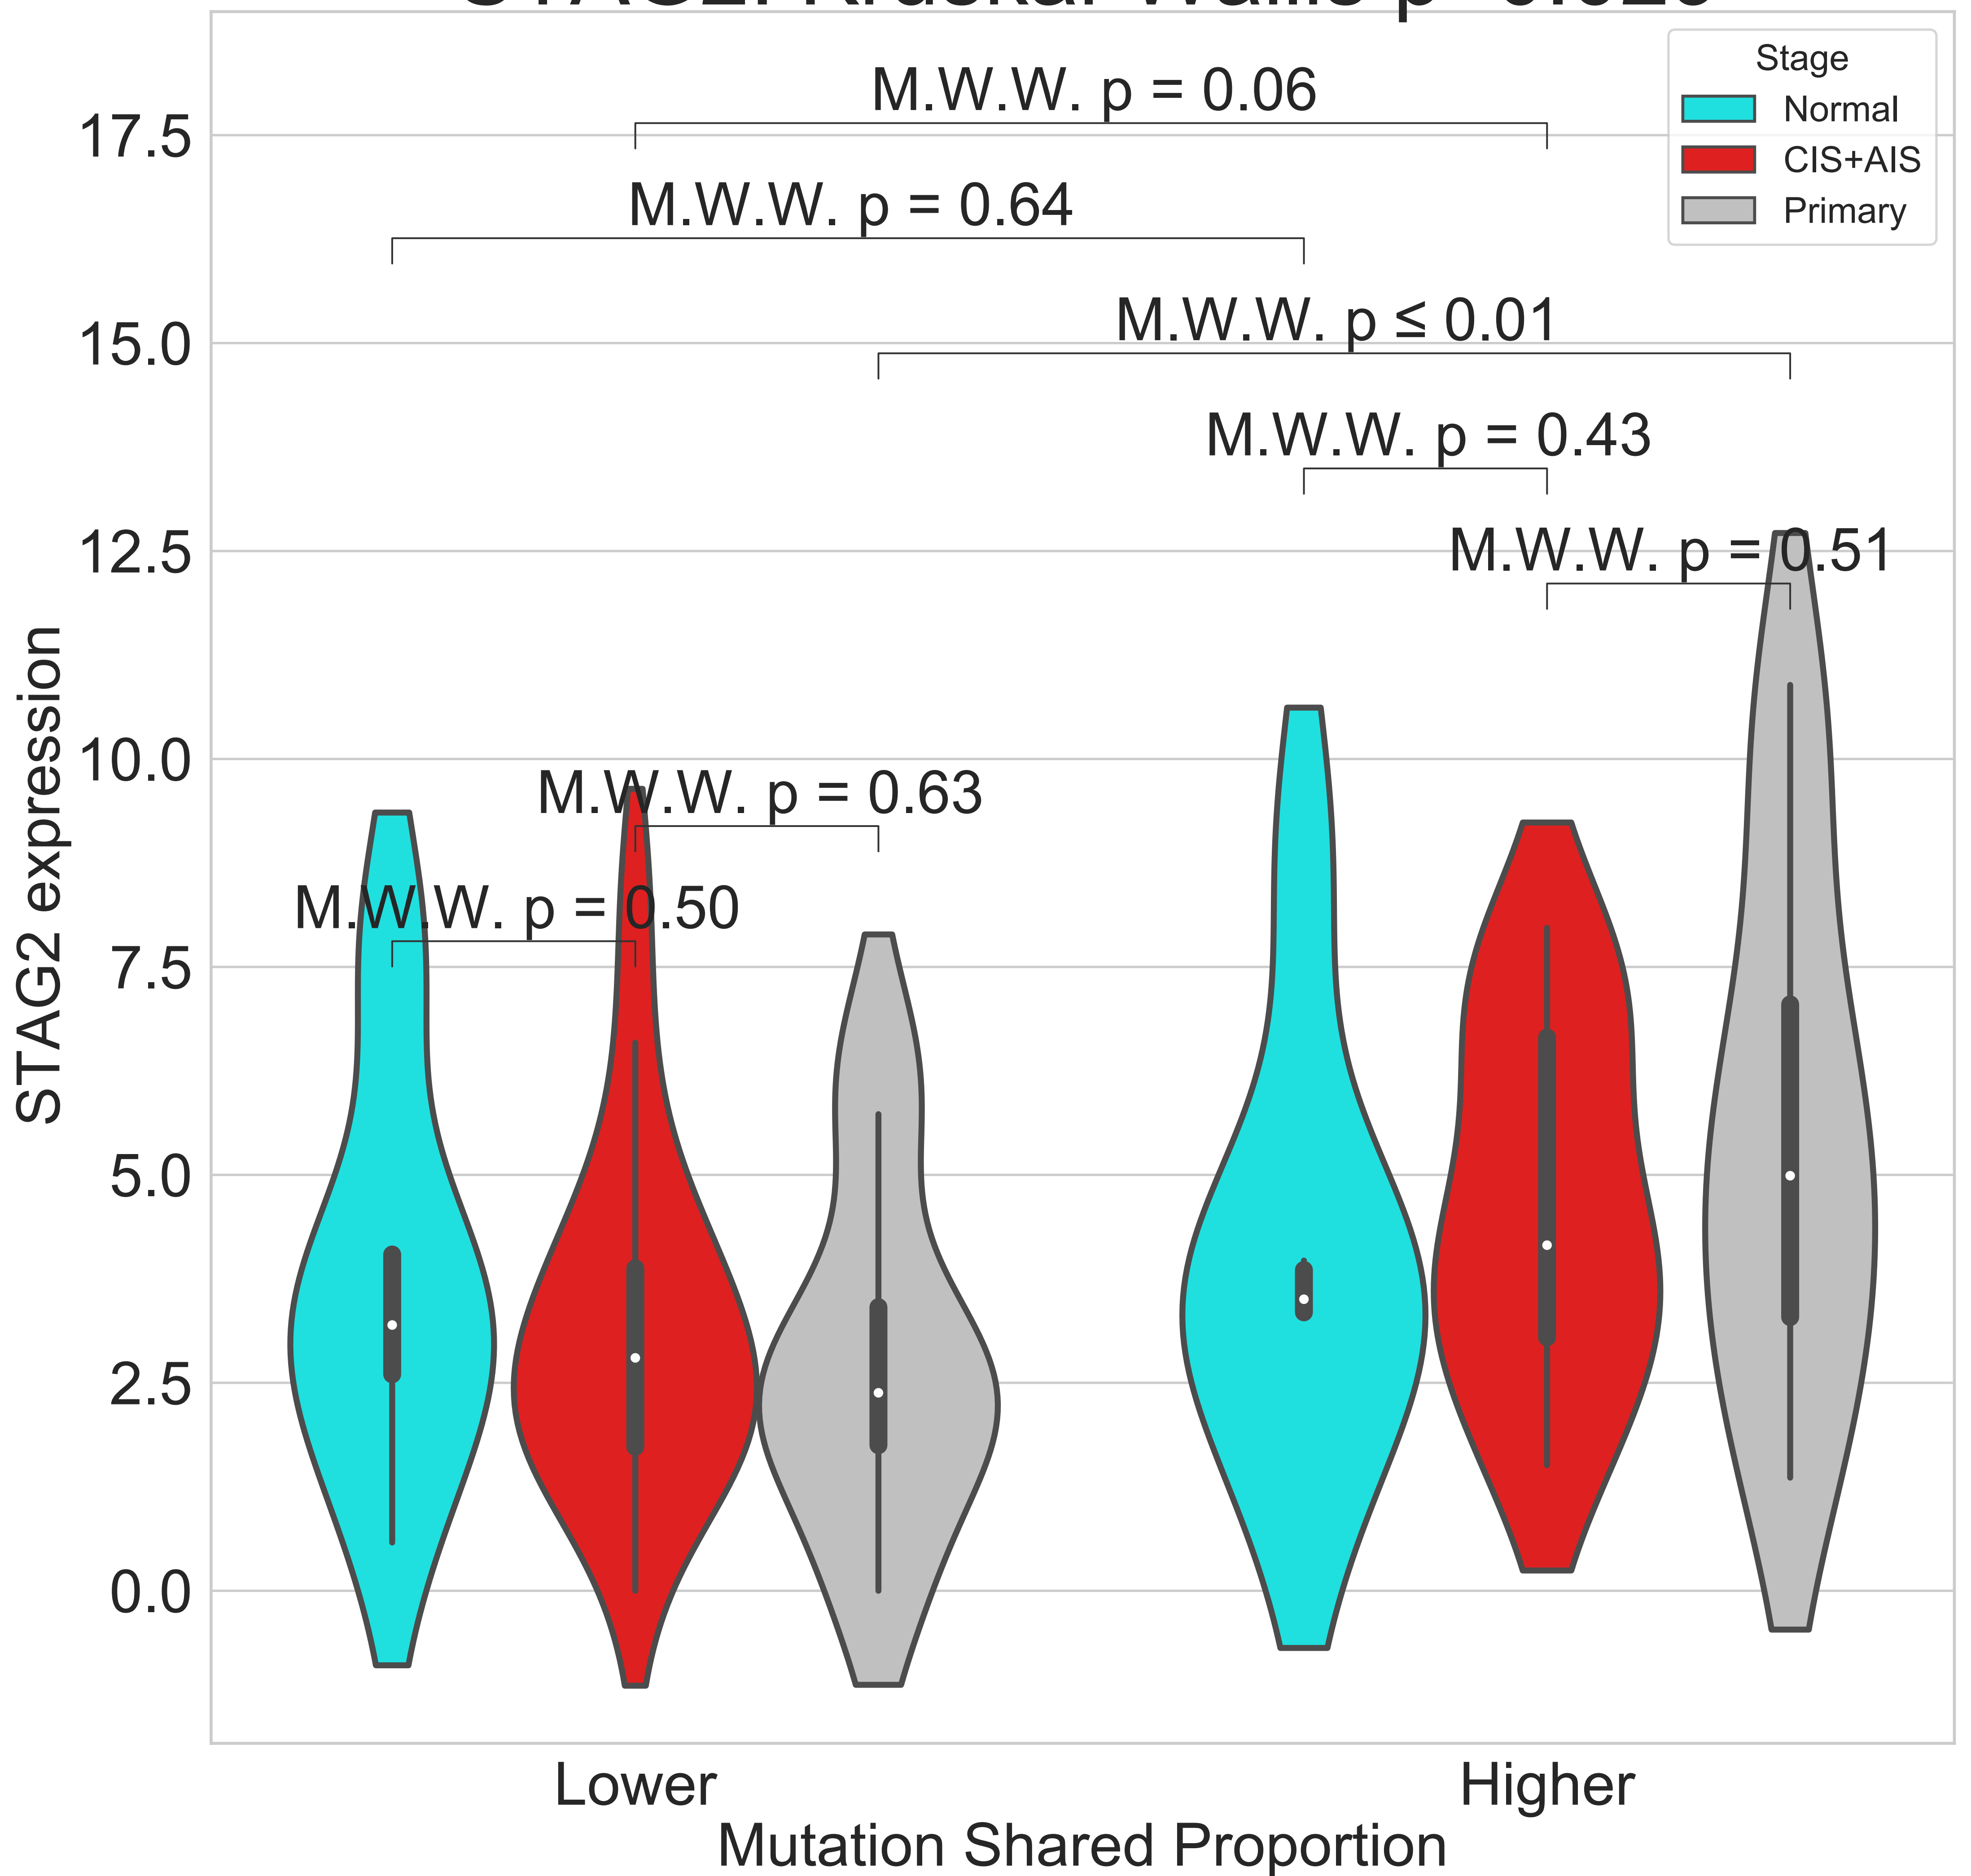 Stage
Normal
CIS+AIS
Primary
M.W.W. p = 0.06
M.W.W. p = 0.64
M.W.W. p ≤ 0.01
M.W.W. p = 0.43
M.W.W. p = 0.51
M.W.W. p = 0.63
M.W.W. p = 0.50
17.5
15.0
12.5
10.0
7.5
5.0
2.5
0.0
STAG2 expression
Lower
Higher
Mutation Shared Proportion